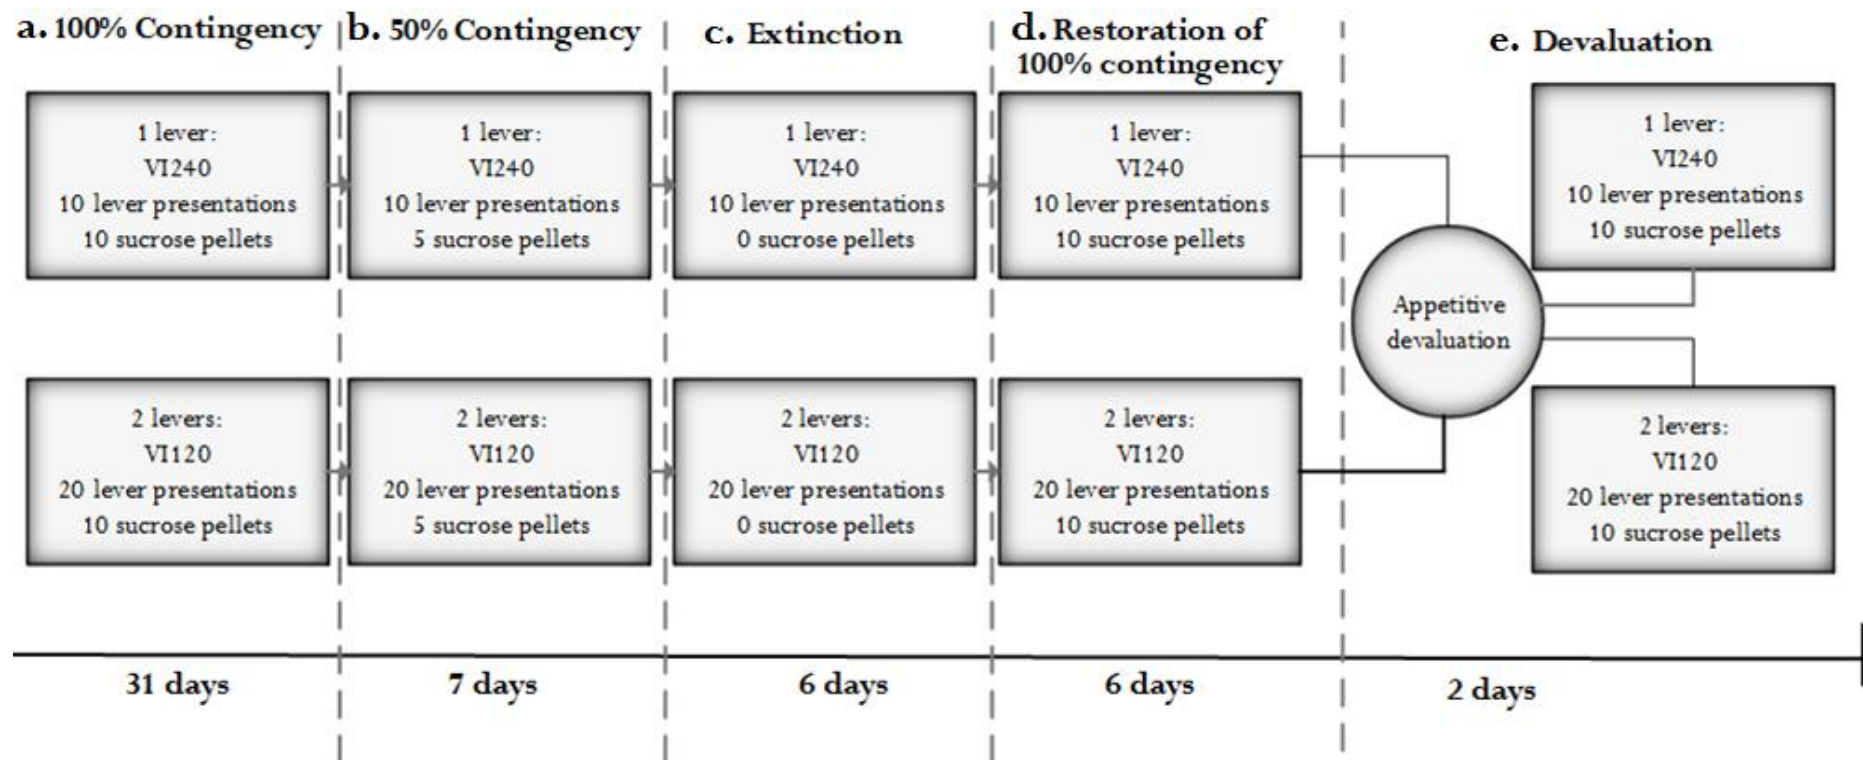 a. 100% Contingency
b. 50% Contingency
c. Extinction
d. Restoration of
100% contingency
e. Devaluation
1 lever:
VI240
10 lever presentations
10 sucrose pellets
1 lever:
VI240
10 lever presentations
5 sucrose pellets
1 lever:
VI240
10 lever presentations
0 sucrose pellets
1 lever:
VI240
10 lever presentations
10 sucrose pellets
1 lever:
VI240
10 lever presentations
10 sucrose pellets
Appetitive
devaluation
2 levers:
VI120
20 lever presentations
10 sucrose pellets
2 levers:
VI120
20 lever presentations
5 sucrose pellets
2 levers:
VI120
20 lever presentations
0 sucrose pellets
2 levers:
VI120
20 lever presentations
10 sucrose pellets
2 levers:
VI120
20 lever presentations
10 sucrose pellets
31 days
7 days
6 days
6 days
2 days